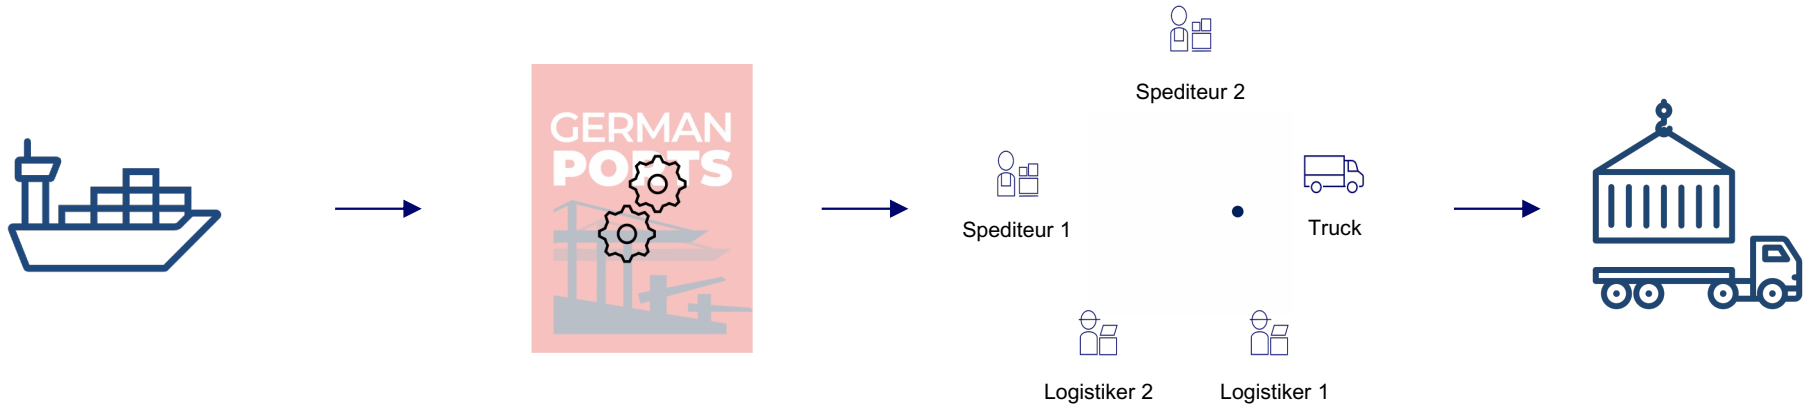 GERMAN
PORTS
Spediteur 2
Spediteur 1
Truck
Logistiker 2
Logistiker 1